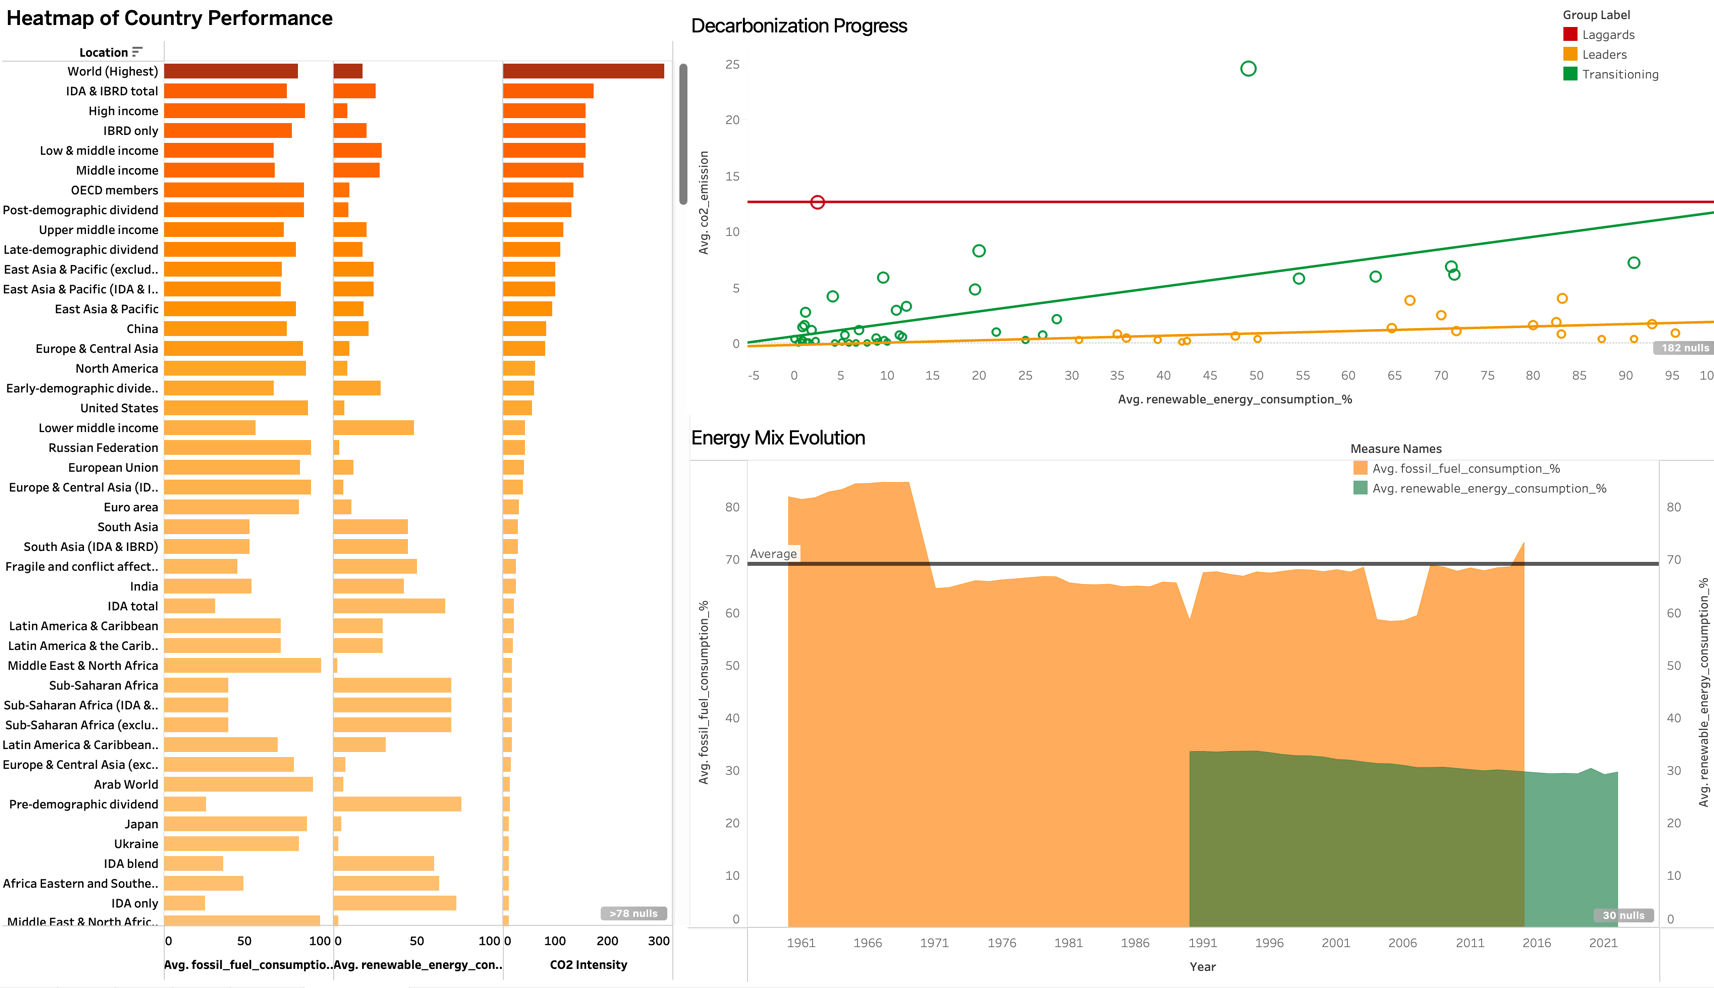 Heatmap of Country Performance
Location
World (Highest)
IDA & IBRD total
High income
IBRD only
Low & middle income
Middle income
OECD members
Post-demographic dividend
Upper middle income
Late-demographic dividend
East Asia & Pacific (exclud..
East Asia & Pacific (IDA & I..
East Asia & Pacific
China
Europe & Central Asia
North America
Early-demographic divide..
United States
Lower middle income
Russian Federation
European Union
Europe & Central Asia (ID..
Euro area
South Asia
South Asia (IDA & IBRD)
Fragile and conflict affect..
India
IDA total
Latin America & Caribbean
Latin America & the Carib..
Middle East & North Africa
Sub-Saharan Africa
Sub-Saharan Africa (IDA &..
Sub-Saharan Africa (exclu..
Latin America & Caribbean..
Europe & Central Asia (exc..
Arab World
Pre-demographic dividend
Japan
Ukraine
IDA blend
Africa Eastern and Southe..
IDA only
Middle East & North Afric..
>78 nulls
0 50 100 0 50 100 0 100 200 300
Avg. fossil_fuel_consumptio.. Avg. renewable_energy_con.. CO2 Intensity
Decarbonization Progress
Group Label
Laggards
Leaders
Transitioning
25
20
15
10
5
0
Avg. co2_emission
182 nulls
-5 0 5 10 15 20 25 30 35 40 45 50 55 60 65 70 75 80 85 90 95 10
Avg. renewable_energy_consumption_%
Energy Mix Evolution
Measure Names
Avg. fossil_fuel_consumption_%
Avg. renewable_energy_consumption_%
80
70
60
50
40
30
20
10
0
Avg. fossil_fuel_consumption_%
Average
80
70
60
50
40
30
20
10
0
Avg. renewable_energy_consumption_%
30 nulls
1961 1966 1971 1976 1981 1986 1991 1996 2001 2006 2011 2016 2021
Year